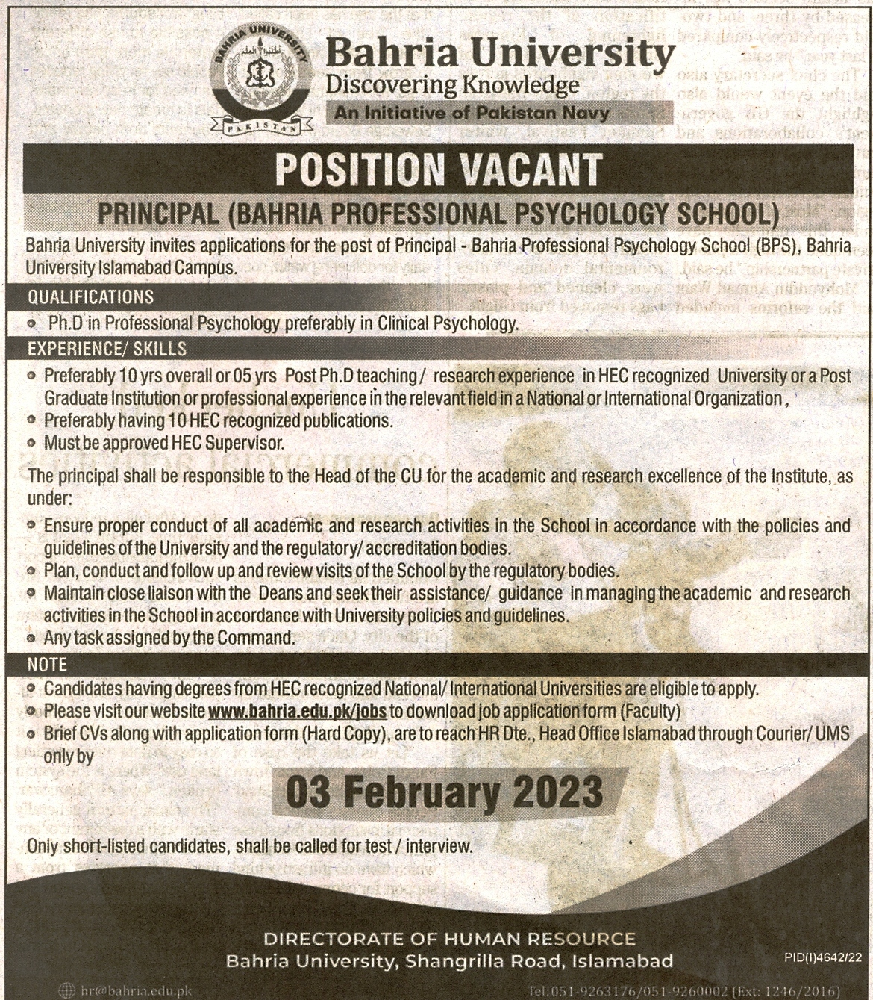 BAHRIA UNIVERSITY
PAKISTAN
Bahria University
Discovering Knowledge
An Initiative of Pakistan Navy
POSITION VACANT
PRINCIPAL (BAHRIA PROFESSIONAL PSYCHOLOGY SCHOOL)
Bahria University invites applications for the post of Principal - Bahria Professional Psychology School (BPS), Bahria
University Islamabad Campus.
QUALIFICATIONS
Ph.D in Professional Psychology preferably in Clinical Psychology.
EXPERIENCE/ SKILLS
Preferably 10 yrs overall or 05 yrs Post Ph.D teaching / research experience in HEC recognized University or a Post
Graduate Institution or professional experience in the relevant field in a National or International Organization ,
Preferably having 10 HEC recognized publications.
Must be approved HEC Supervisor.
The principal shall be responsible to the Head of the CU for the academic and research excellence of the Institute, as
under:
Ensure proper conduct of all academic and research activities in the School in accordance with the policies and
guidelines of the University and the regulatory/ accreditation bodies.
Plan, conduct and follow up and review visits of the School by the regulatory bodies.
Maintain close liaison with the Deans and seek their assistance/ guidance in managing the academic and research
activities in the School in accordance with University policies and guidelines.
Any task assigned by the Command.
NOTE
Candidates having degrees from HEC recognized National/ International Universities are eligible to apply.
Please visit our website www.bahria.edu.pk/jobs to download job application form (Faculty)
Brief CVs along with application form (Hard Copy), are to reach HR Dte., Head Office Islamabad through Courier/ UMS
only by
03 February 2023
Only short-listed candidates, shall be called for test / interview.
DIRECTORATE OF HUMAN RESOURCE
Bahria University, Shangrilla Road, Islamabad
PID(I)4642/22
hr@bahria.edu.pk
Tel:051-9263176/051-9260002 (Ext: 1246/2016)